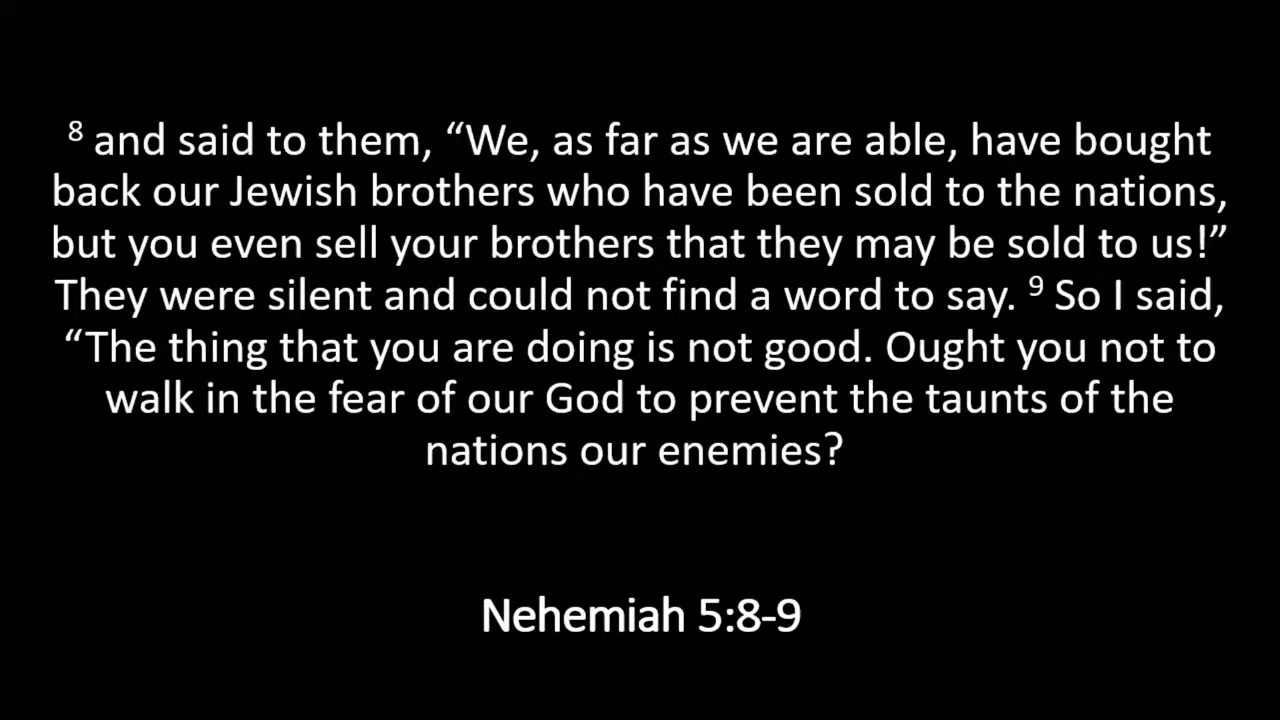 8 and said to them, “We, as far as we are able, have bought
back our Jewish brothers who have been sold to the nations,
but you even sell your brothers that they may be sold to us!”
They were silent and could not find a word to say. 9 So I said,
“The thing that you are doing is not good. Ought you not to
walk in the fear of our God to prevent the taunts of the
nations our enemies?
Nehemiah 5:8-9